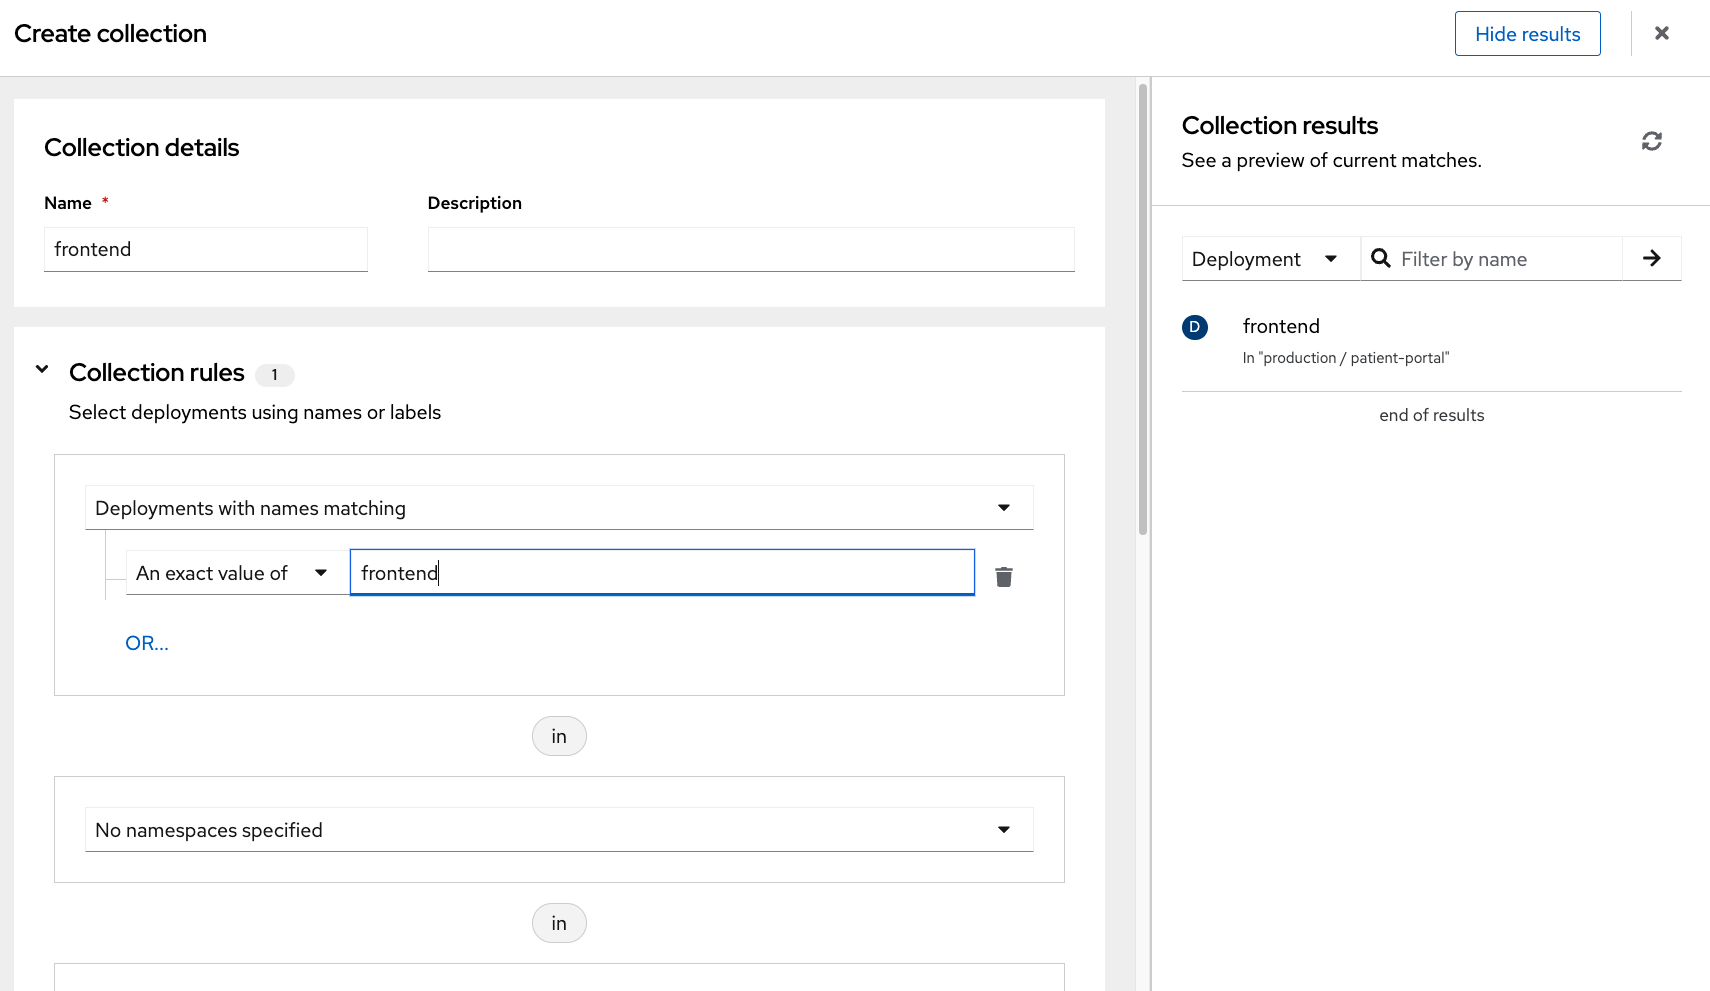 Create collection
Hide results
Collection details
Name *
Description
frontend
Collection rules 1
Select deployments using names or labels
Deployments with names matching
An exact value of
frontend
OR...
in
No namespaces specified
in
Collection results
See a preview of current matches.
Deployment
Filter by name
D
frontend
In "production / patient-portal"
end of results